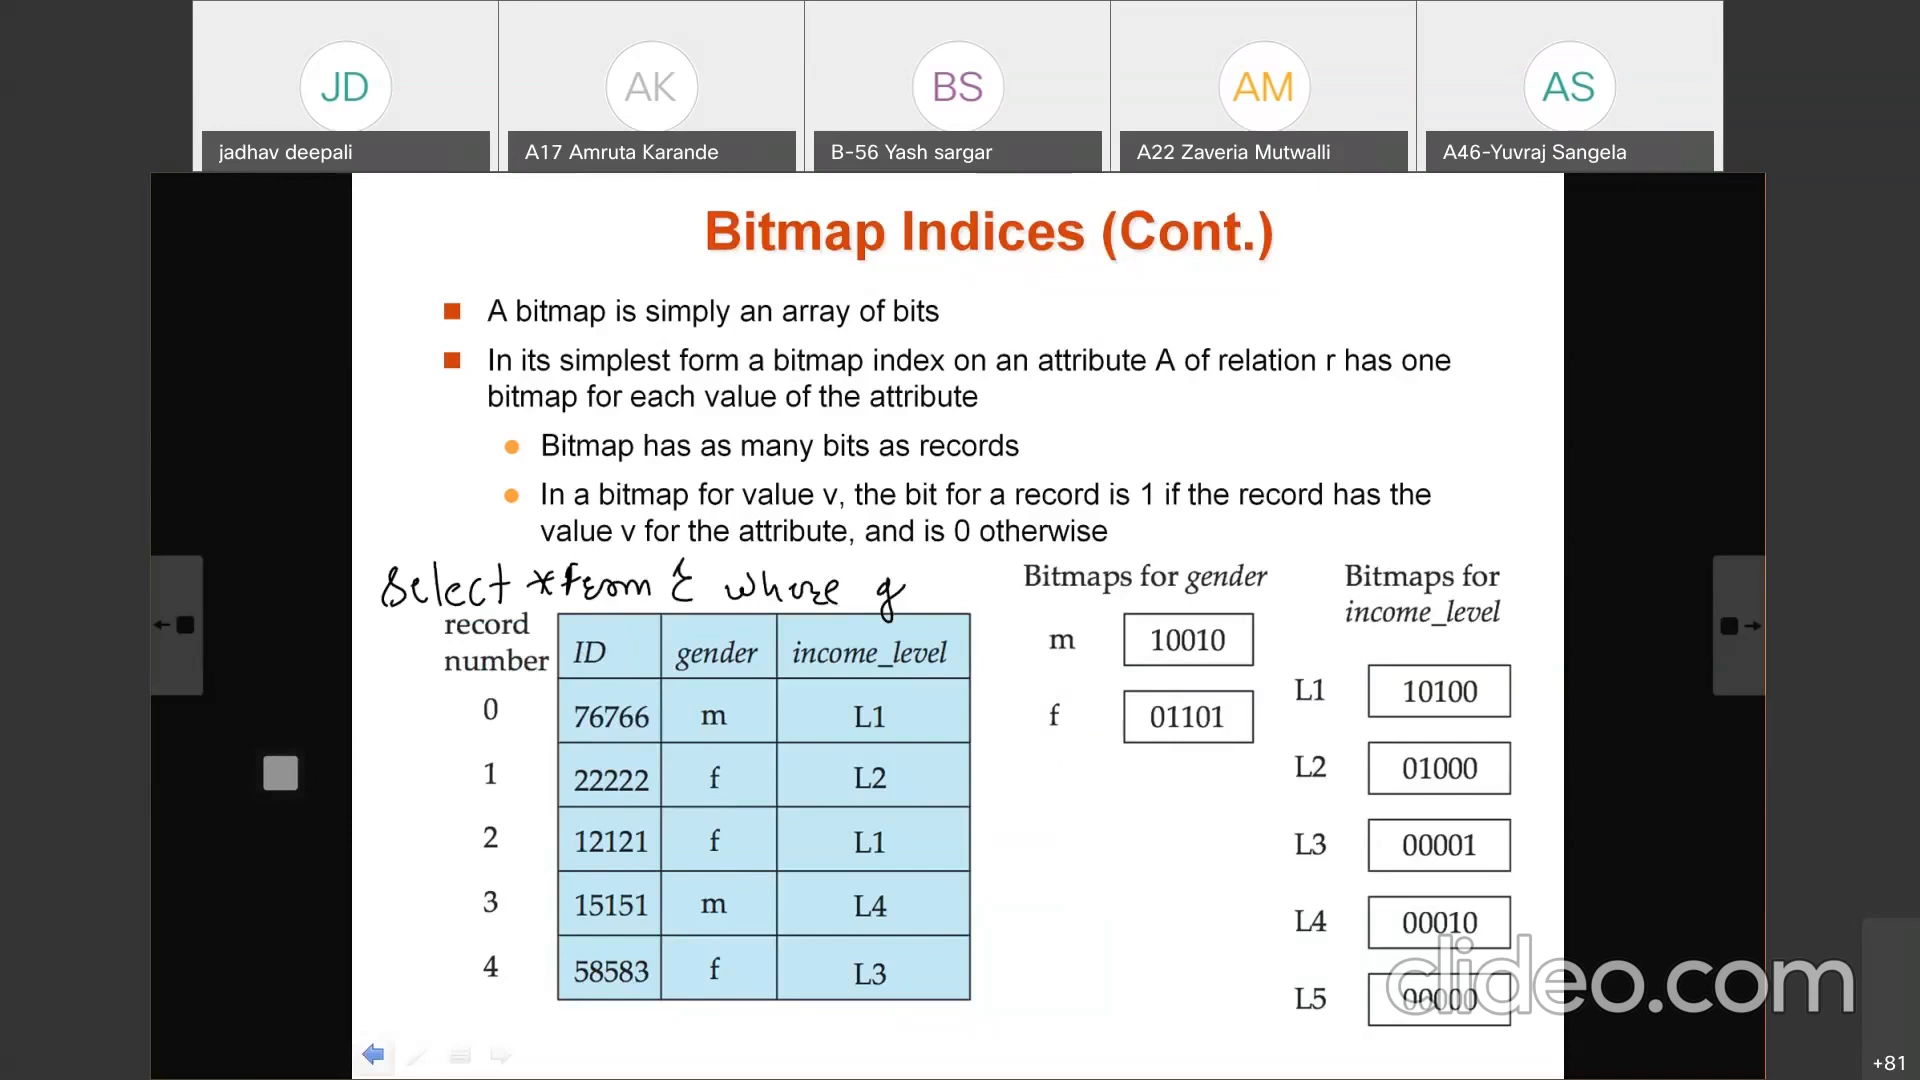 JD
AK
BS
AM
AS
jadhav deepali
A17 Amruta Karande
B-56 Yash sargar
A22 Zaveria Mutwalli
A46-Yuvraj Sangela
Bitmap Indices (Cont.)
A bitmap is simply an array of bits
In its simplest form a bitmap index on an attribute A of relation r has one
bitmap for each value of the attribute
Bitmap has as many bits as records
In a bitmap for value v, the bit for a record is 1 if the record has the
value v for the attribute, and is 0 otherwise
Select * from where g
record
number
ID gender income_level
0 76766 m L1
1 22222 f L2
2 12121 f L1
3 15151 m L4
4 58583 f L3
Bitmaps for gender
m 10010
f 01101
Bitmaps for
income_level
L1 10100
L2 01000
L3 00001
L4 00010
L5 00000
clideo.com
+81